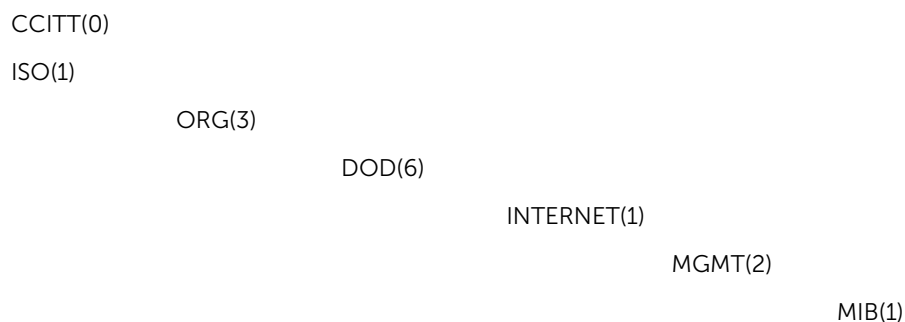 CCITT(0)
ISO(1)
ORG(3)
DOD(6)
INTERNET(1)
MGMT(2)
MIB(1)